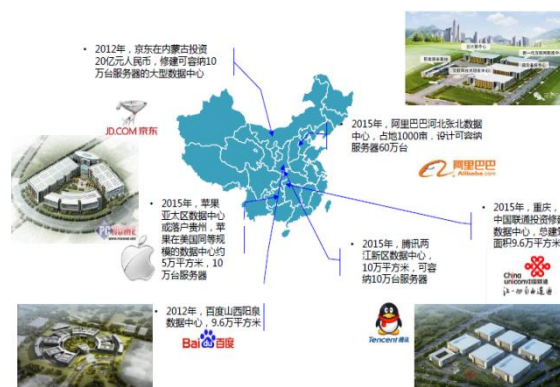 • 2012年，京东在内蒙古投资
20亿元人民币，修建可容纳10
万台服务器的大型数据中心
JD.COM 京东
• 2015年，阿里巴巴河北张北数据
中心，占地1000亩，设计可容纳
服务器60万台
阿里巴巴
Alibaba.com
• 2015年，苹果
亚太区数据中心
或落户贵州，苹
果在美国同等规
模的数据中心约
5万平方米，10
万台服务器
• 2015年，腾讯两
江新区数据中心，
10万平方米，可容
纳10万台服务器
Tencent 腾讯
• 2015年，重庆，
中国联通投资修建
数据中心，总建筑
面积9.6万平方米
China
unicom中国联通
• 2012年，百度山西阳泉
数据中心，9.6万平方米
Bai百度